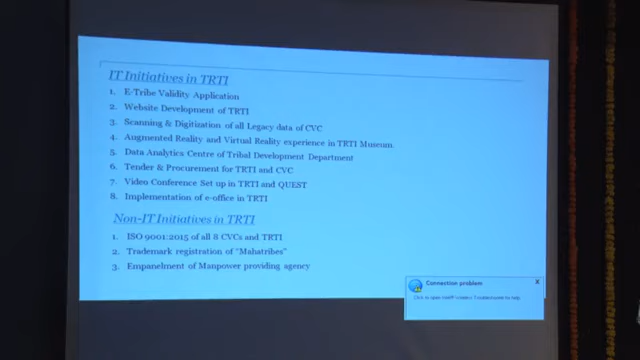 IT Initiatives in TRTI
1. E-Tribe Validity Application
2. Website Development of TRTI
3. Scanning & Digitization of all Legacy data of CVC
4. Augmented Reality and Virtual Reality experience in TRTI Museum.
5. Data Analytics Centre of Tribal Development Department
6. Tender & Procurement for TRTI and CVC
7. Video Conference Set up in TRTI and QUEST
8. Implementation of e-office in TRTI
Non-IT Initiatives in TRTI
1. ISO 9001:2015 of all 8 CVCs and TRTI
2. Trademark registration of "Mahatribes"
3. Empanelment of Manpower providing agency
Connection problem
Click to open